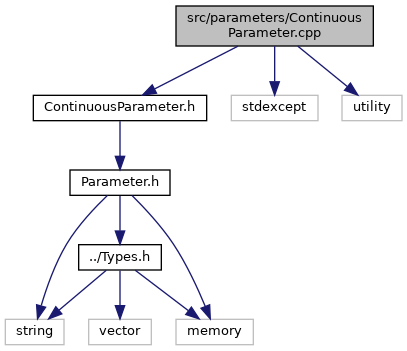 src/parameters/Continuous
Parameter.cpp
ContinuousParameter.h
stdexcept
utility
Parameter.h
../Types.h
string
vector
memory